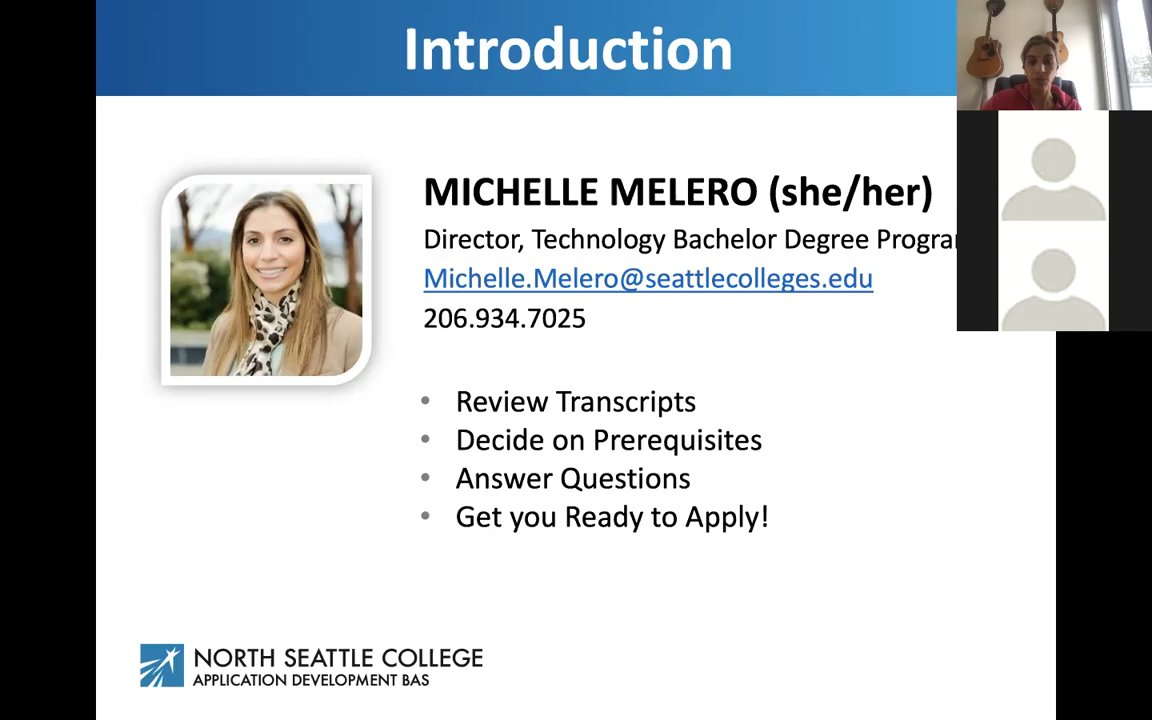 Introduction
MICHELLE MELERO (she/her)
Director, Technology Bachelor Degree
Michelle.Melero@seattlecolleges.edu
206.934.7025
• Review Transcripts
• Decide on Prerequisites
• Answer Questions
• Get you Ready to Apply!
NORTH SEATTLE COLLEGE
APPLICATION DEVELOPMENT BAS